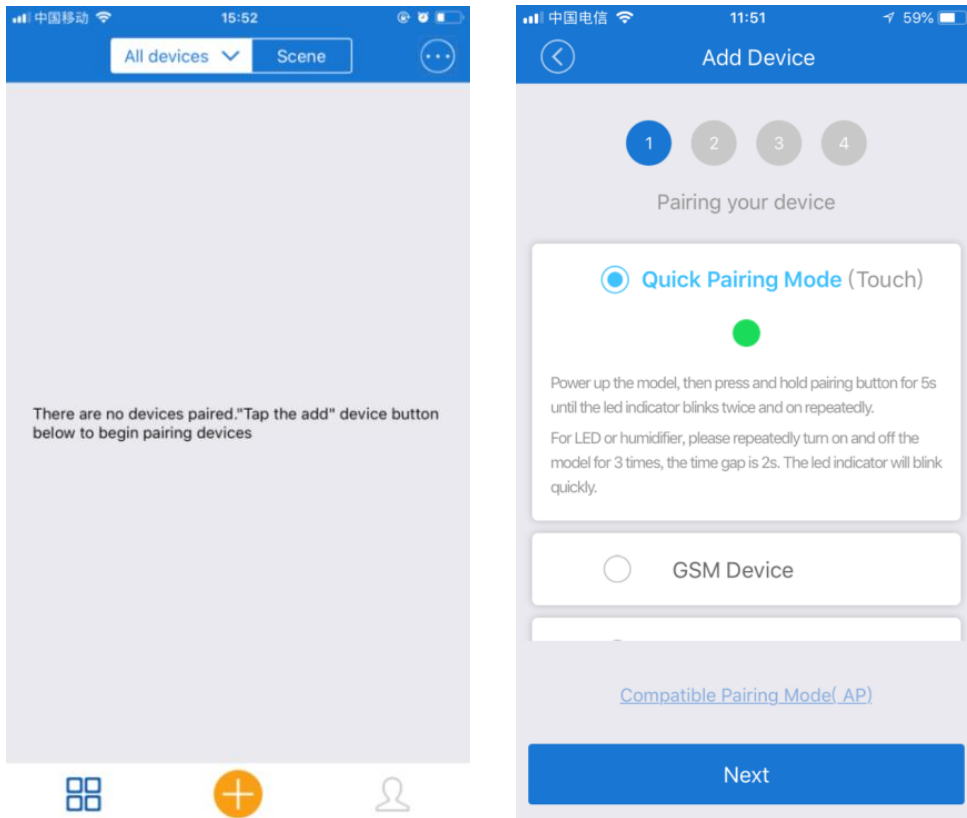 中国移动
15:52
All devices
Scene
There are no devices paired."Tap the add" device button
below to begin pairing devices
中国电信
11:51
59%
Add Device
1
2
3
4
Pairing your device
Quick Pairing Mode (Touch)
Power up the model, then press and hold pairing button for 5s
until the led indicator blinks twice and on repeatedly.
For LED or humidifier, please repeatedly turn on and off the
model for 3 times, the time gap is 2s. The led indicator will blink
quickly.
GSM Device
Compatible Pairing Mode( AP)
Next